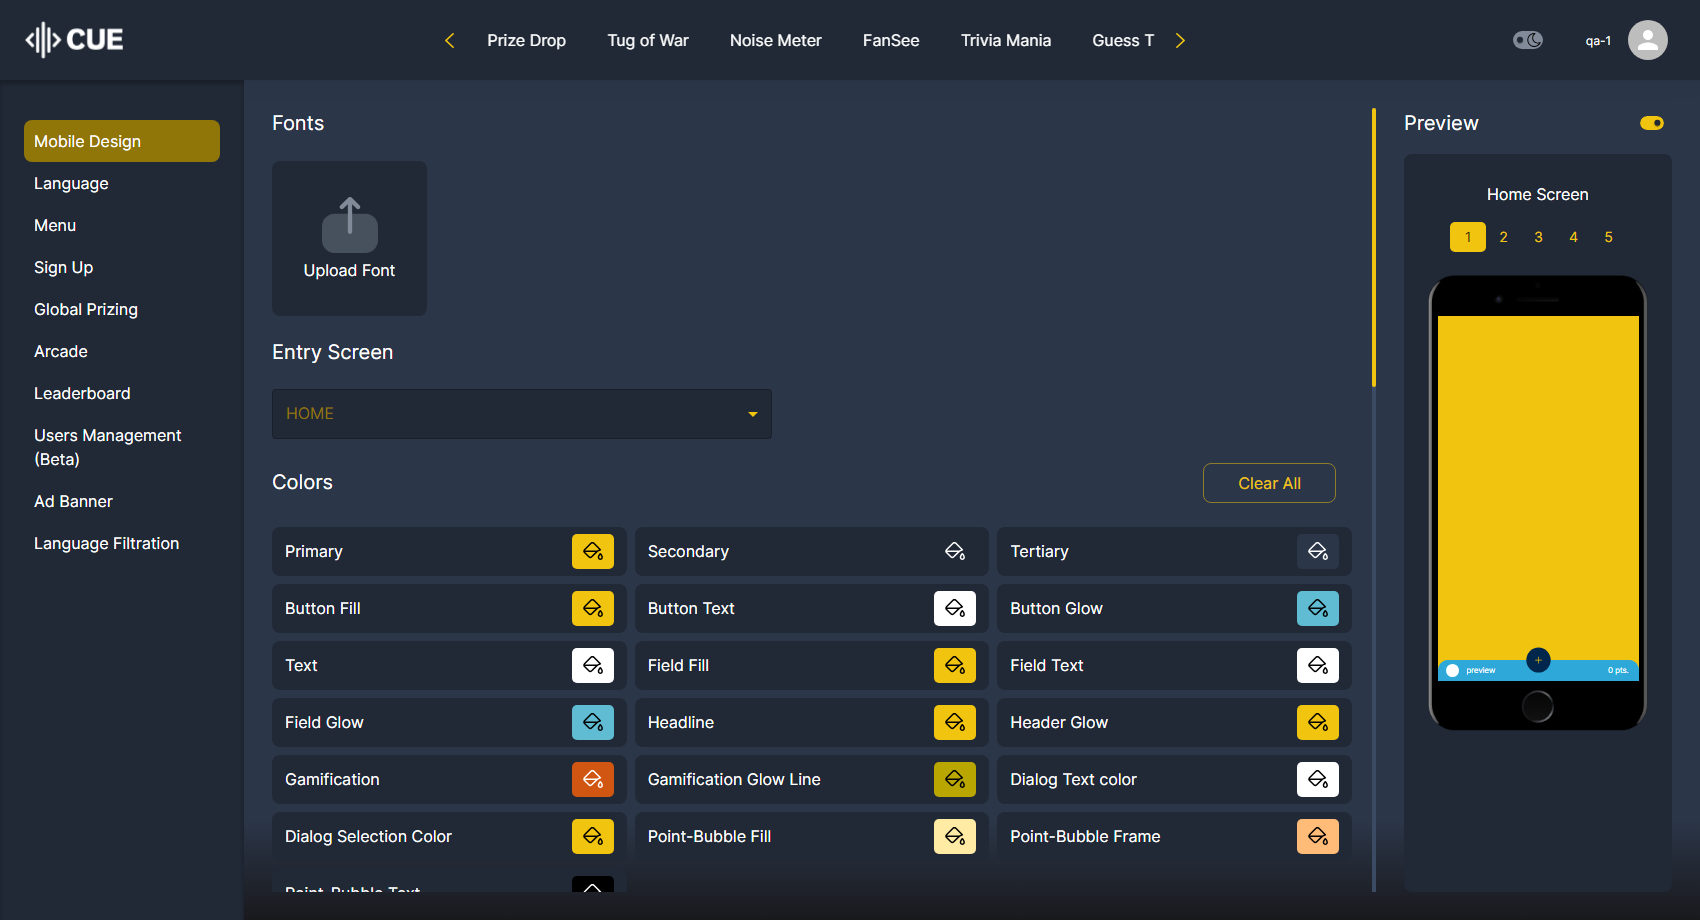 CUE
Prize Drop
Tug of War
Noise Meter
FanSee
Trivia Mania
Guess T
qa-1
Mobile Design
Language
Menu
Sign Up
Global Prizing
Arcade
Leaderboard
Users Management
(Beta)
Ad Banner
Language Filtration
Fonts
Upload Font
Entry Screen
HOME
Colors
Clear All
Primary
Secondary
Tertiary
Button Fill
Button Text
Button Glow
Text
Field Fill
Field Text
Field Glow
Headline
Header Glow
Gamification
Gamification Glow Line
Dialog Text color
Dialog Selection Color
Point-Bubble Fill
Point-Bubble Frame
Point-Bubble Text
Preview
Home Screen
1 2 3 4 5
+
preview
0 pts.